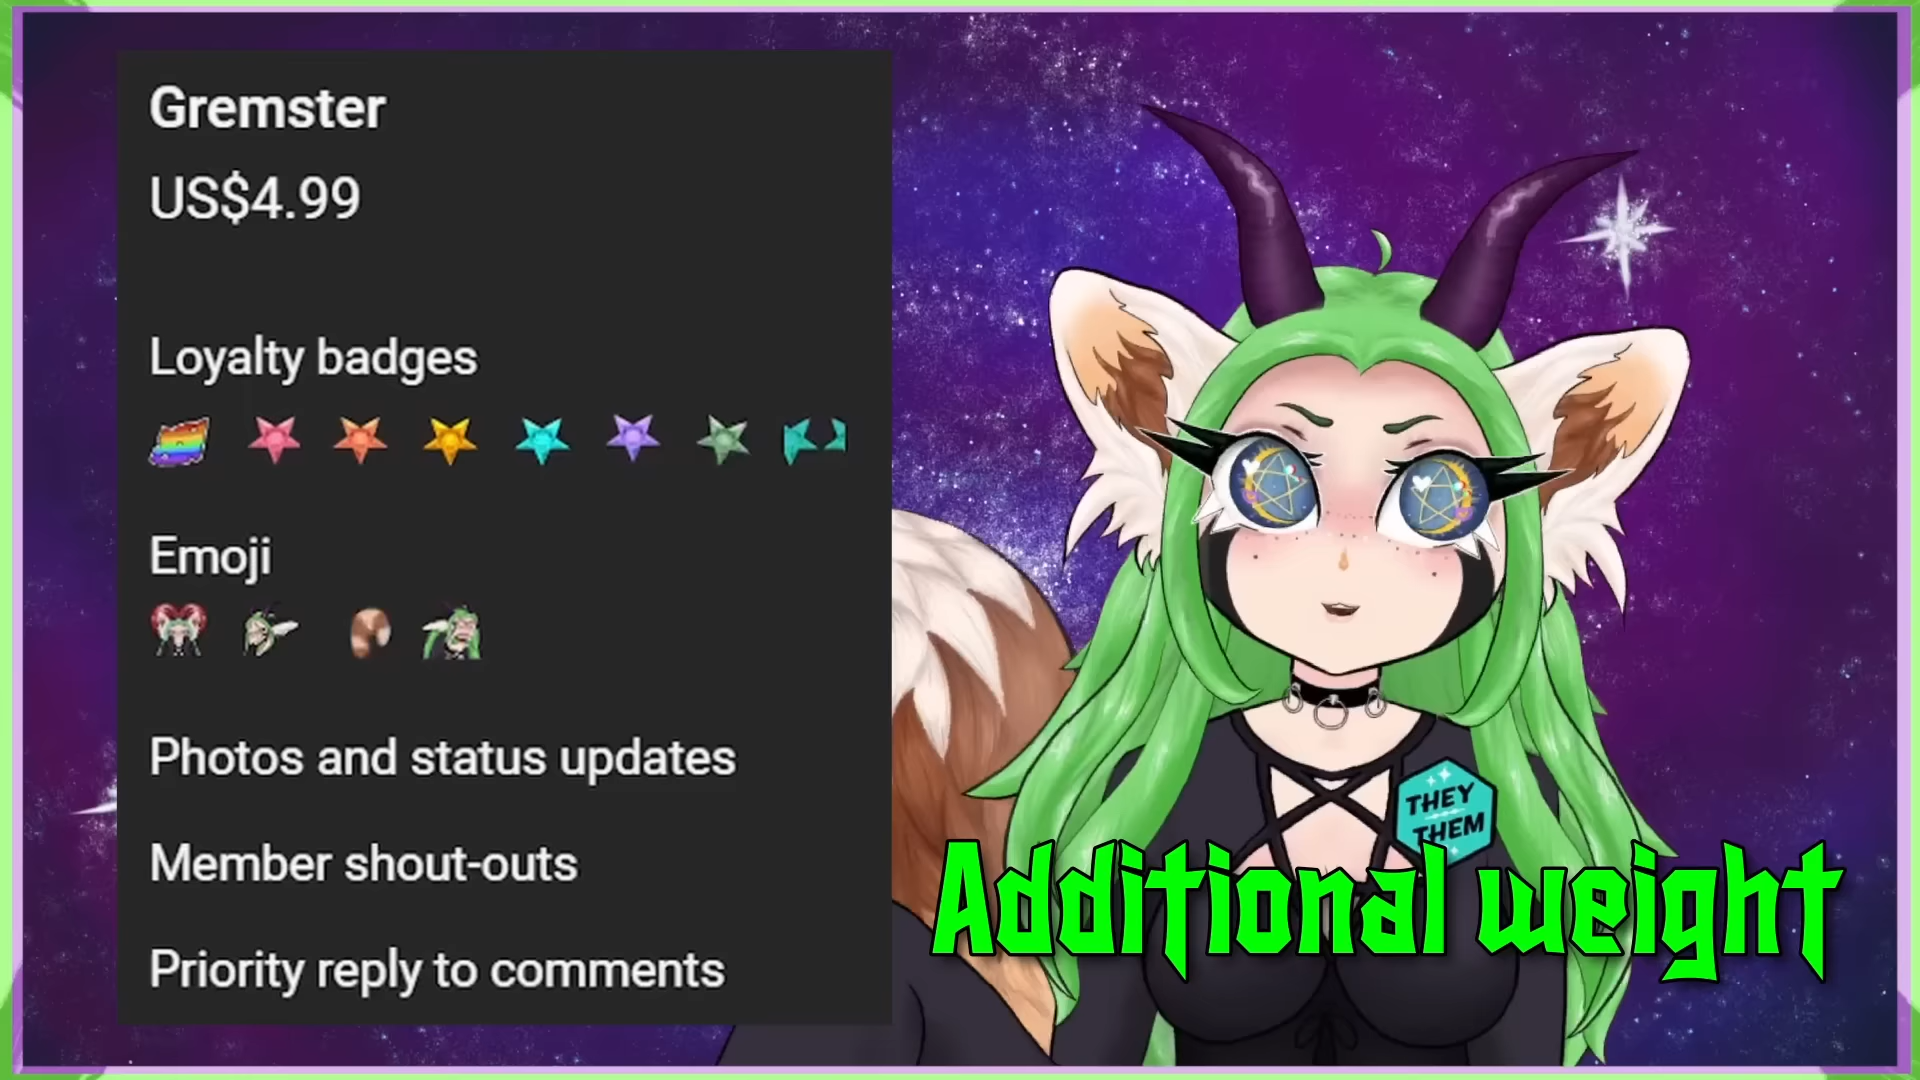 Gremster
US$4.99
Loyalty badges
Emoji
Photos and status updates
Member shout-outs
Priority reply to comments
THEY
THEM
Additional weight